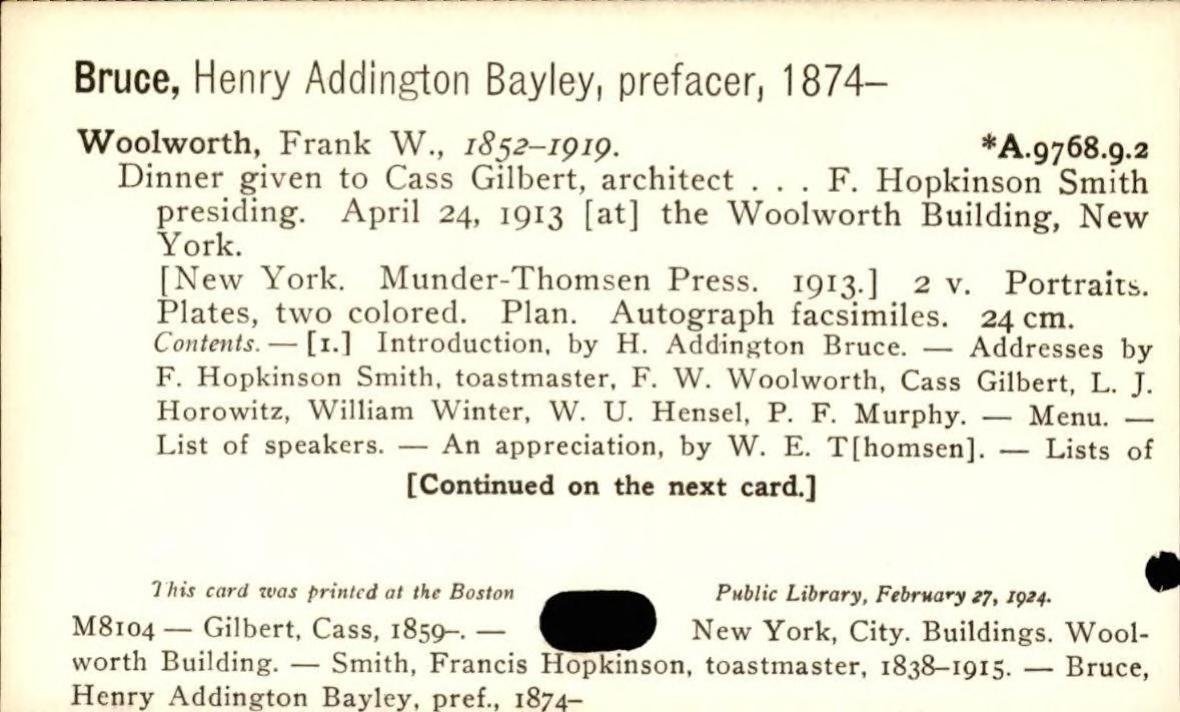 Bruce, Henry Addington Bayley, prefacer, 1874–
Woolworth, Frank W., 1852–1919. *A.9768.9.2
Dinner given to Cass Gilbert, architect . . . F. Hopkinson Smith
presiding. April 24, 1913 [at] the Woolworth Building, New
York.
[New York. Munder-Thomsen Press. 1913.] 2 v. Portraits.
Plates, two colored. Plan. Autograph facsimiles. 24 cm.
Contents. — [1.] Introduction, by H. Addington Bruce. — Addresses by
F. Hopkinson Smith, toastmaster, F. W. Woolworth, Cass Gilbert, L. J.
Horowitz, William Winter, W. U. Hensel, P. F. Murphy. — Menu. —
List of speakers. — An appreciation, by W. E. T[homsen]. — Lists of
[Continued on the next card.]
This card was printed at the Boston Public Library, February 27, 1924.
M8104 — Gilbert, Cass, 1859–. — New York, City. Buildings. Wool-
worth Building. — Smith, Francis Hopkinson, toastmaster, 1838–1915. — Bruce,
Henry Addington Bayley, pref., 1874–